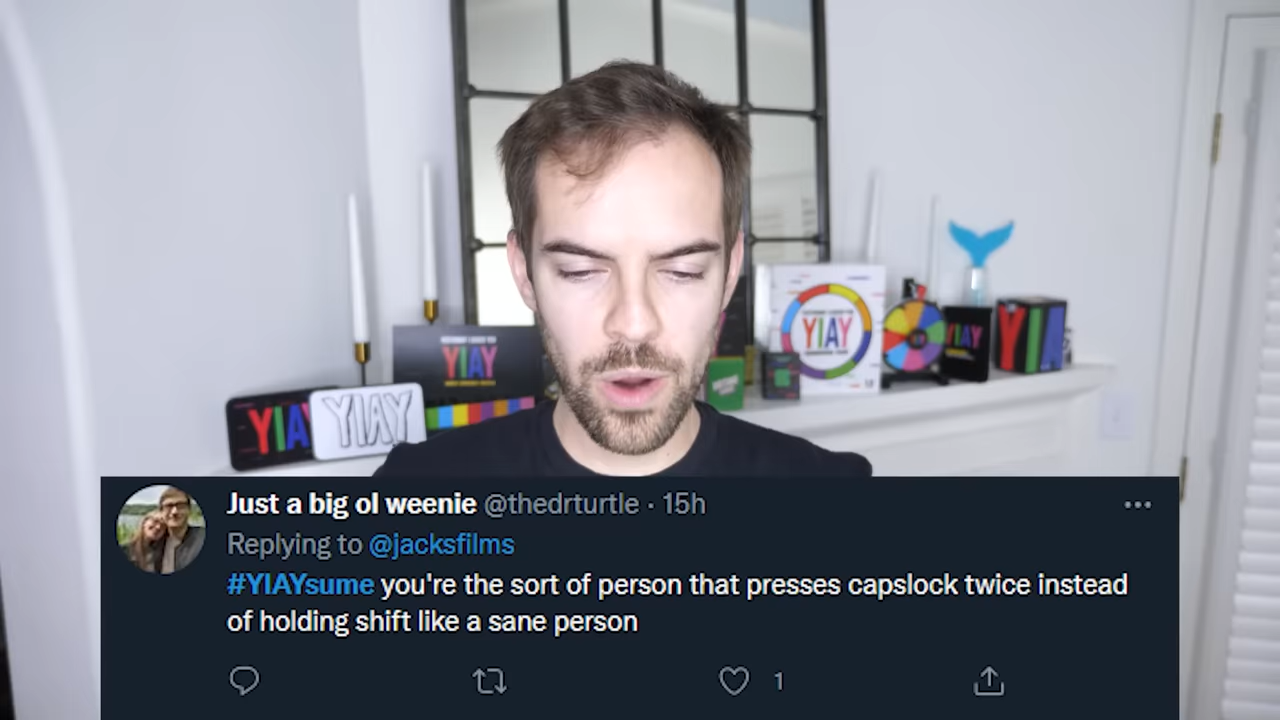 YIAY
YIAY
YIAY
YIAY
YIAY
YIA
Just a big ol weenie @thedrturtle · 15h
Replying to @jacksfilms
#YIAYsume you're the sort of person that presses capslock twice instead
of holding shift like a sane person
1